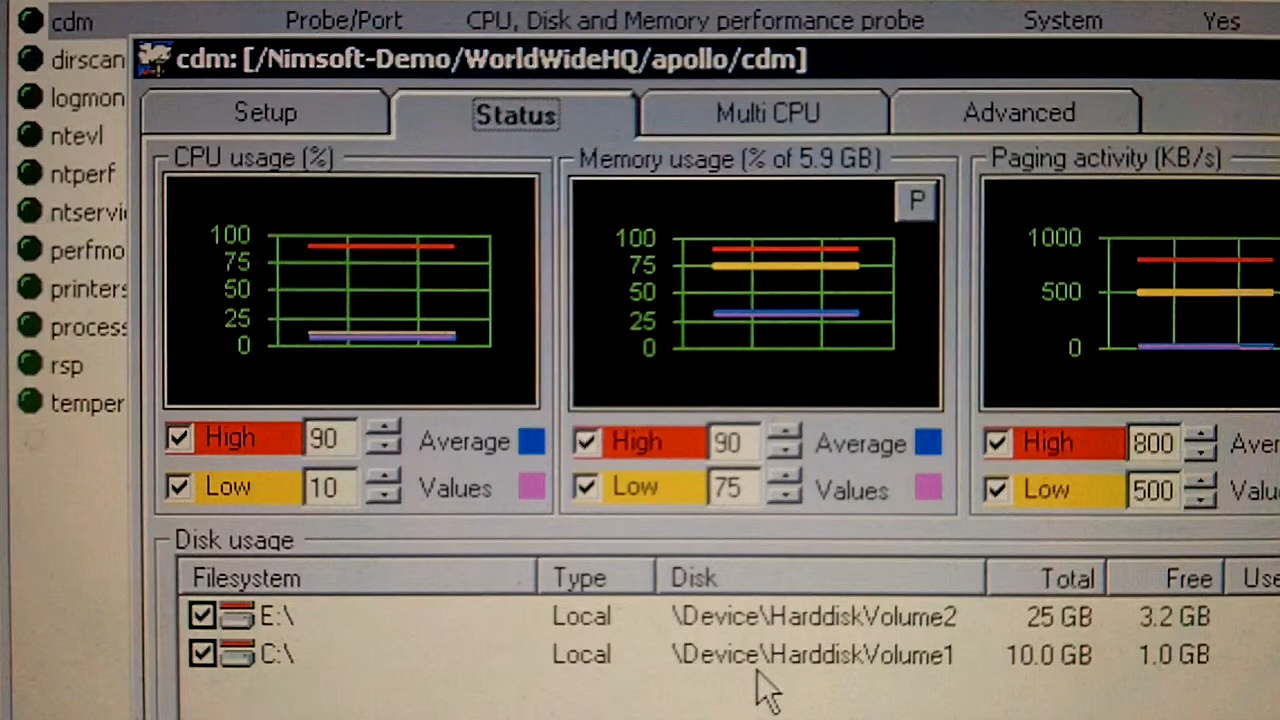 cdm Probe/Port CPU, Disk and Memory performance probe System Yes
dirscan
cdm: [/Nimsoft-Demo/WorldWideHQ/apollo/cdm]
logmon
Setup Status Multi CPU Advanced
ntevl
CPU usage (%) Memory usage (% of 5.9 GB) Paging activity (KB/s)
ntperf
P
ntservi
100 100 1000
perfmo
75 75
printers
50 50 500
process
25 25
0 0 0
rsp
temper
High 90 Average High 90 Average High 800 Aver
Low 10 Values Low 75 Values Low 500 Valu
Disk usage
Filesystem Type Disk Total Free Use
E:\ Local \Device\HarddiskVolume2 25 GB 3.2 GB
C:\ Local \Device\HarddiskVolume1 10.0 GB 1.0 GB